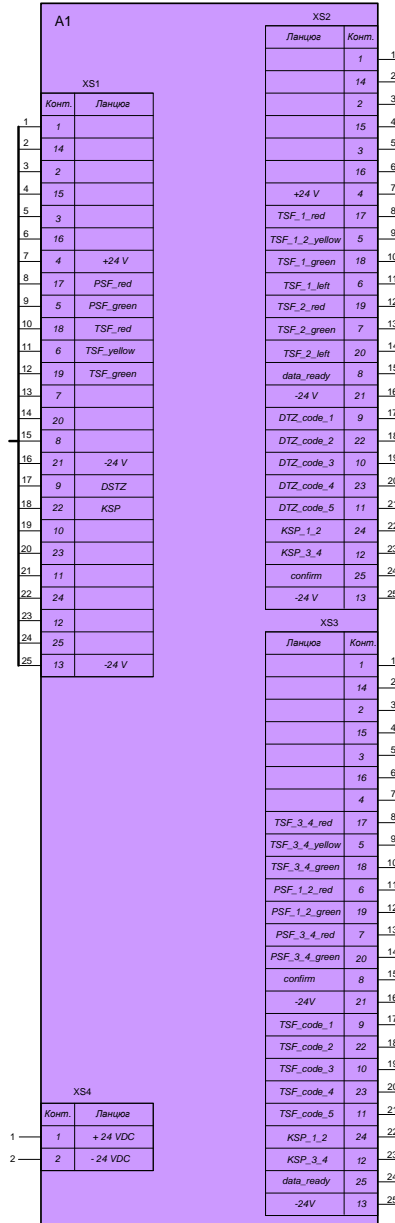 A1
XS1
Конт. Ланцюг
1 1
2 14
3 2
4 15
5 3
6 16
7 4 +24 V
8 17 PSF_red
9 5 PSF_green
10 18 TSF_red
11 6 TSF_yellow
12 19 TSF_green
13 7
14 20
15 8
16 21 -24 V
17 9 DSTZ
18 22 KSP
19 10
20 23
21 11
22 24
23 12
24 25
25 13 -24 V
XS2
Ланцюг Конт.
1 1
14 2
2 3
15 4
3 5
16 6
+24 V 4 7
TSF_1_red 17 8
TSF_1_2_yellow 5 9
TSF_1_green 18 10
TSF_1_left 6 11
TSF_2_red 19 12
TSF_2_green 7 13
TSF_2_left 20 14
data_ready 8 15
-24 V 21 16
DTZ_code_1 9 17
DTZ_code_2 22 18
DTZ_code_3 10 19
DTZ_code_4 23 20
DTZ_code_5 11 21
KSP_1_2 24 22
KSP_3_4 12 23
confirm 25 24
-24 V 13 25
XS3
Ланцюг Конт.
1 1
14 2
2 3
15 4
3 5
16 6
4 7
TSF_3_4_red 17 8
TSF_3_4_yellow 5 9
TSF_3_4_green 18 10
PSF_1_2_red 6 11
PSF_1_2_green 19 12
PSF_3_4_red 7 13
PSF_3_4_green 20 14
confirm 8 15
-24V 21 16
TSF_code_1 9 17
TSF_code_2 22 18
TSF_code_3 10 19
TSF_code_4 23 20
TSF_code_5 11 21
KSP_1_2 24 22
KSP_3_4 12 23
data_ready 25 24
-24V 13 25
XS4
Конт. Ланцюг
1 1 + 24 VDC
2 2 - 24 VDC